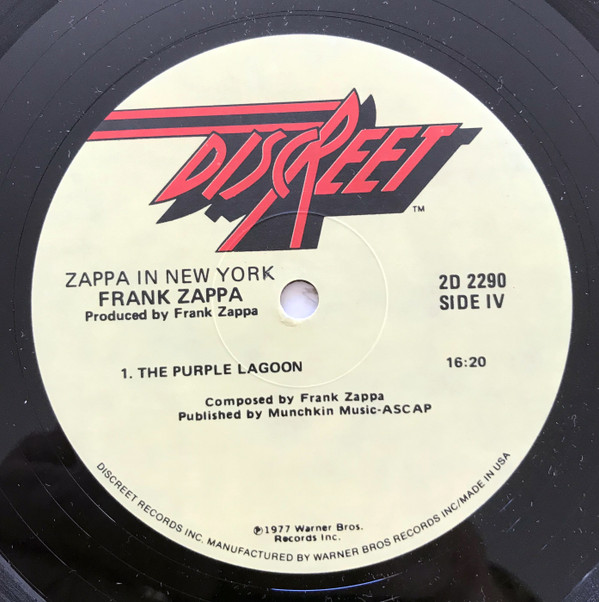 DISCREET
™
ZAPPA IN NEW YORK
FRANK ZAPPA
Produced by Frank Zappa
2D 2290
SIDE IV
1. THE PURPLE LAGOON 16:20
Composed by Frank Zappa
Published by Munchkin Music-ASCAP
℗1977 Warner Bros.
Records Inc.
DISCREET RECORDS INC. MANUFACTURED BY WARNER BROS RECORDS INC/MADE IN USA